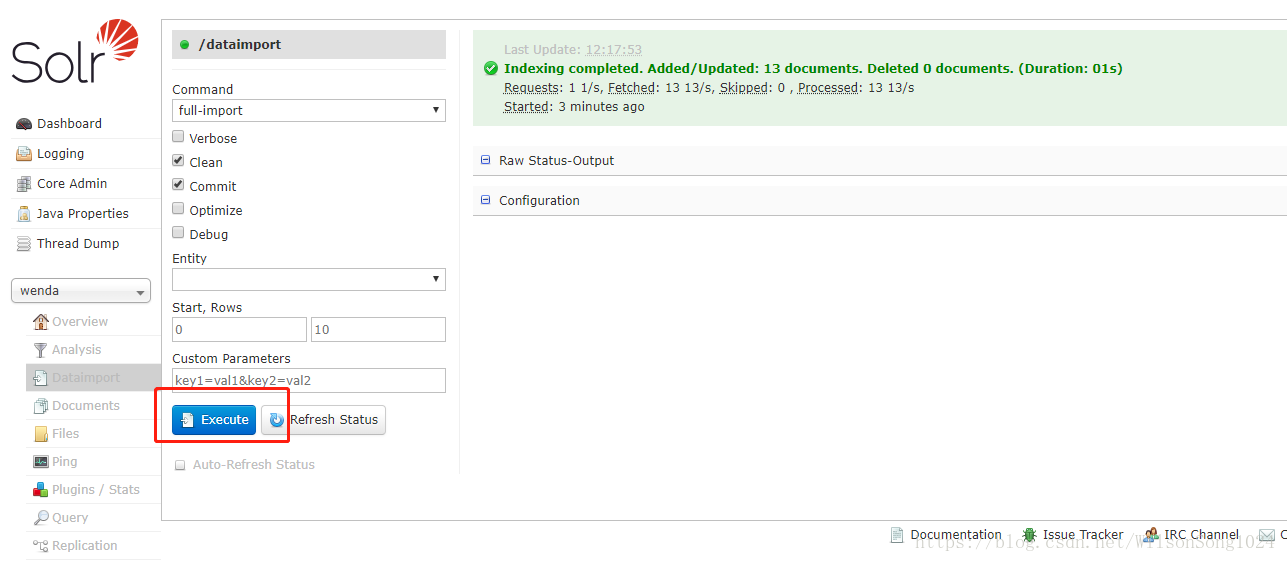 Solr
Dashboard
Logging
Core Admin
Java Properties
Thread Dump
wenda
Overview
Analysis
Dataimport
Documents
Files
Ping
Plugins / Stats
Query
Replication
/dataimport
Command
full-import
Verbose
Clean
Commit
Optimize
Debug
Entity
Start, Rows
0 10
Custom Parameters
key1=val1&key2=val2
Execute Refresh Status
Auto-Refresh Status
Last Update: 12:17:53
Indexing completed. Added/Updated: 13 documents. Deleted 0 documents. (Duration: 01s)
Requests: 1 1/s, Fetched: 13 13/s, Skipped: 0 , Processed: 13 13/s
Started: 3 minutes ago
Raw Status-Output
Configuration
Documentation Issue Tracker IRC Channel C
https://blog.csdn.net/WilsonSong1024